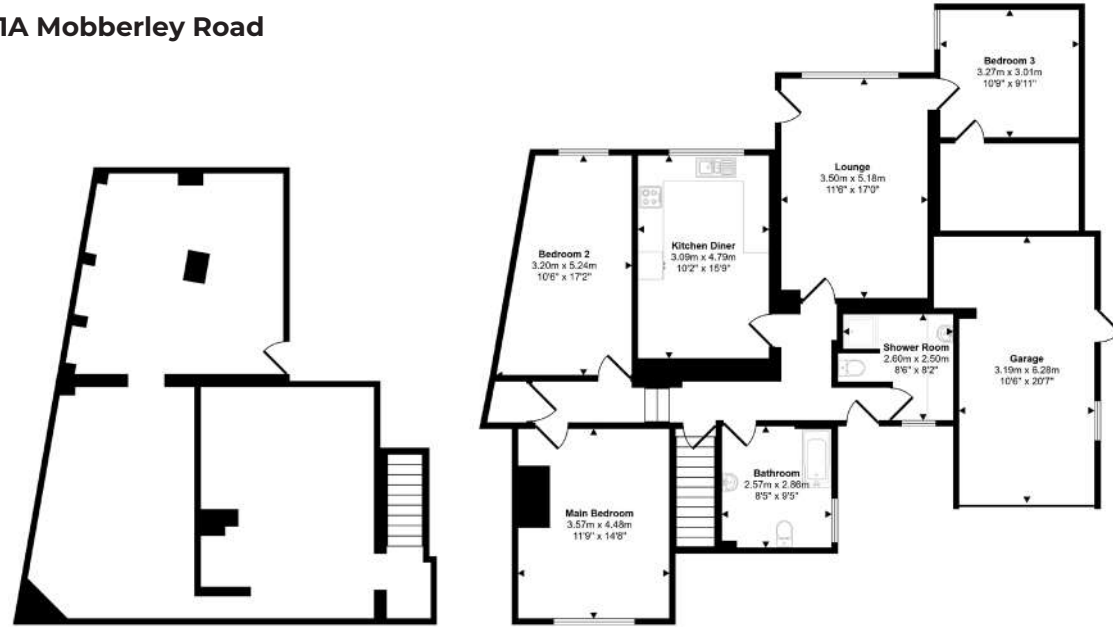 1A Mobberley Road
Bedroom 3
3.27m x 3.01m
10'9" x 9'11"
Lounge
3.50m x 5.18m
11'6" x 17'0"
Kitchen Diner
3.09m x 4.79m
10'2" x 15'9"
Bedroom 2
3.20m x 5.24m
10'6" x 17'2"
Shower Room
2.60m x 2.50m
8'6" x 8'2"
Garage
3.19m x 6.28m
10'6" x 20'7"
Bathroom
2.57m x 2.86m
8'5" x 9'5"
Main Bedroom
3.57m x 4.48m
11'9" x 14'8"